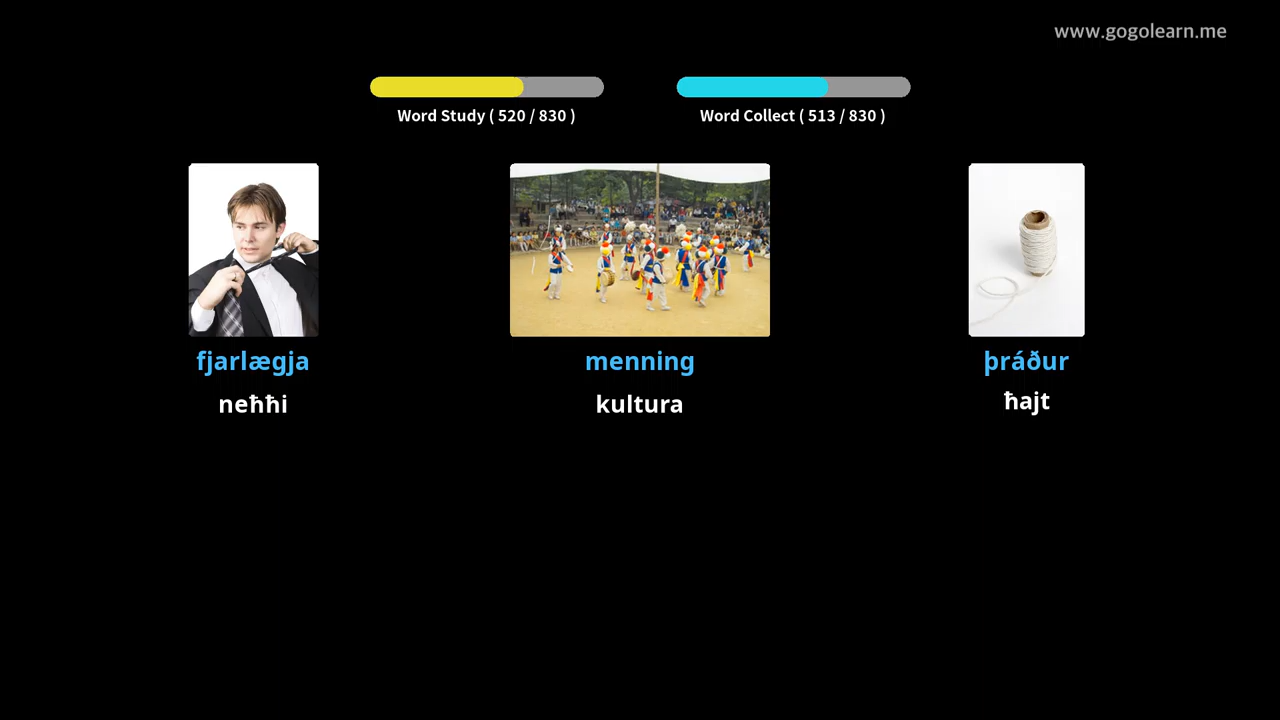 www.gogolearn.me
Word Study ( 520 / 830 )
Word Collect ( 513 / 830 )
fjarlægja
menning
þráður
neħħi
kultura
ħajt